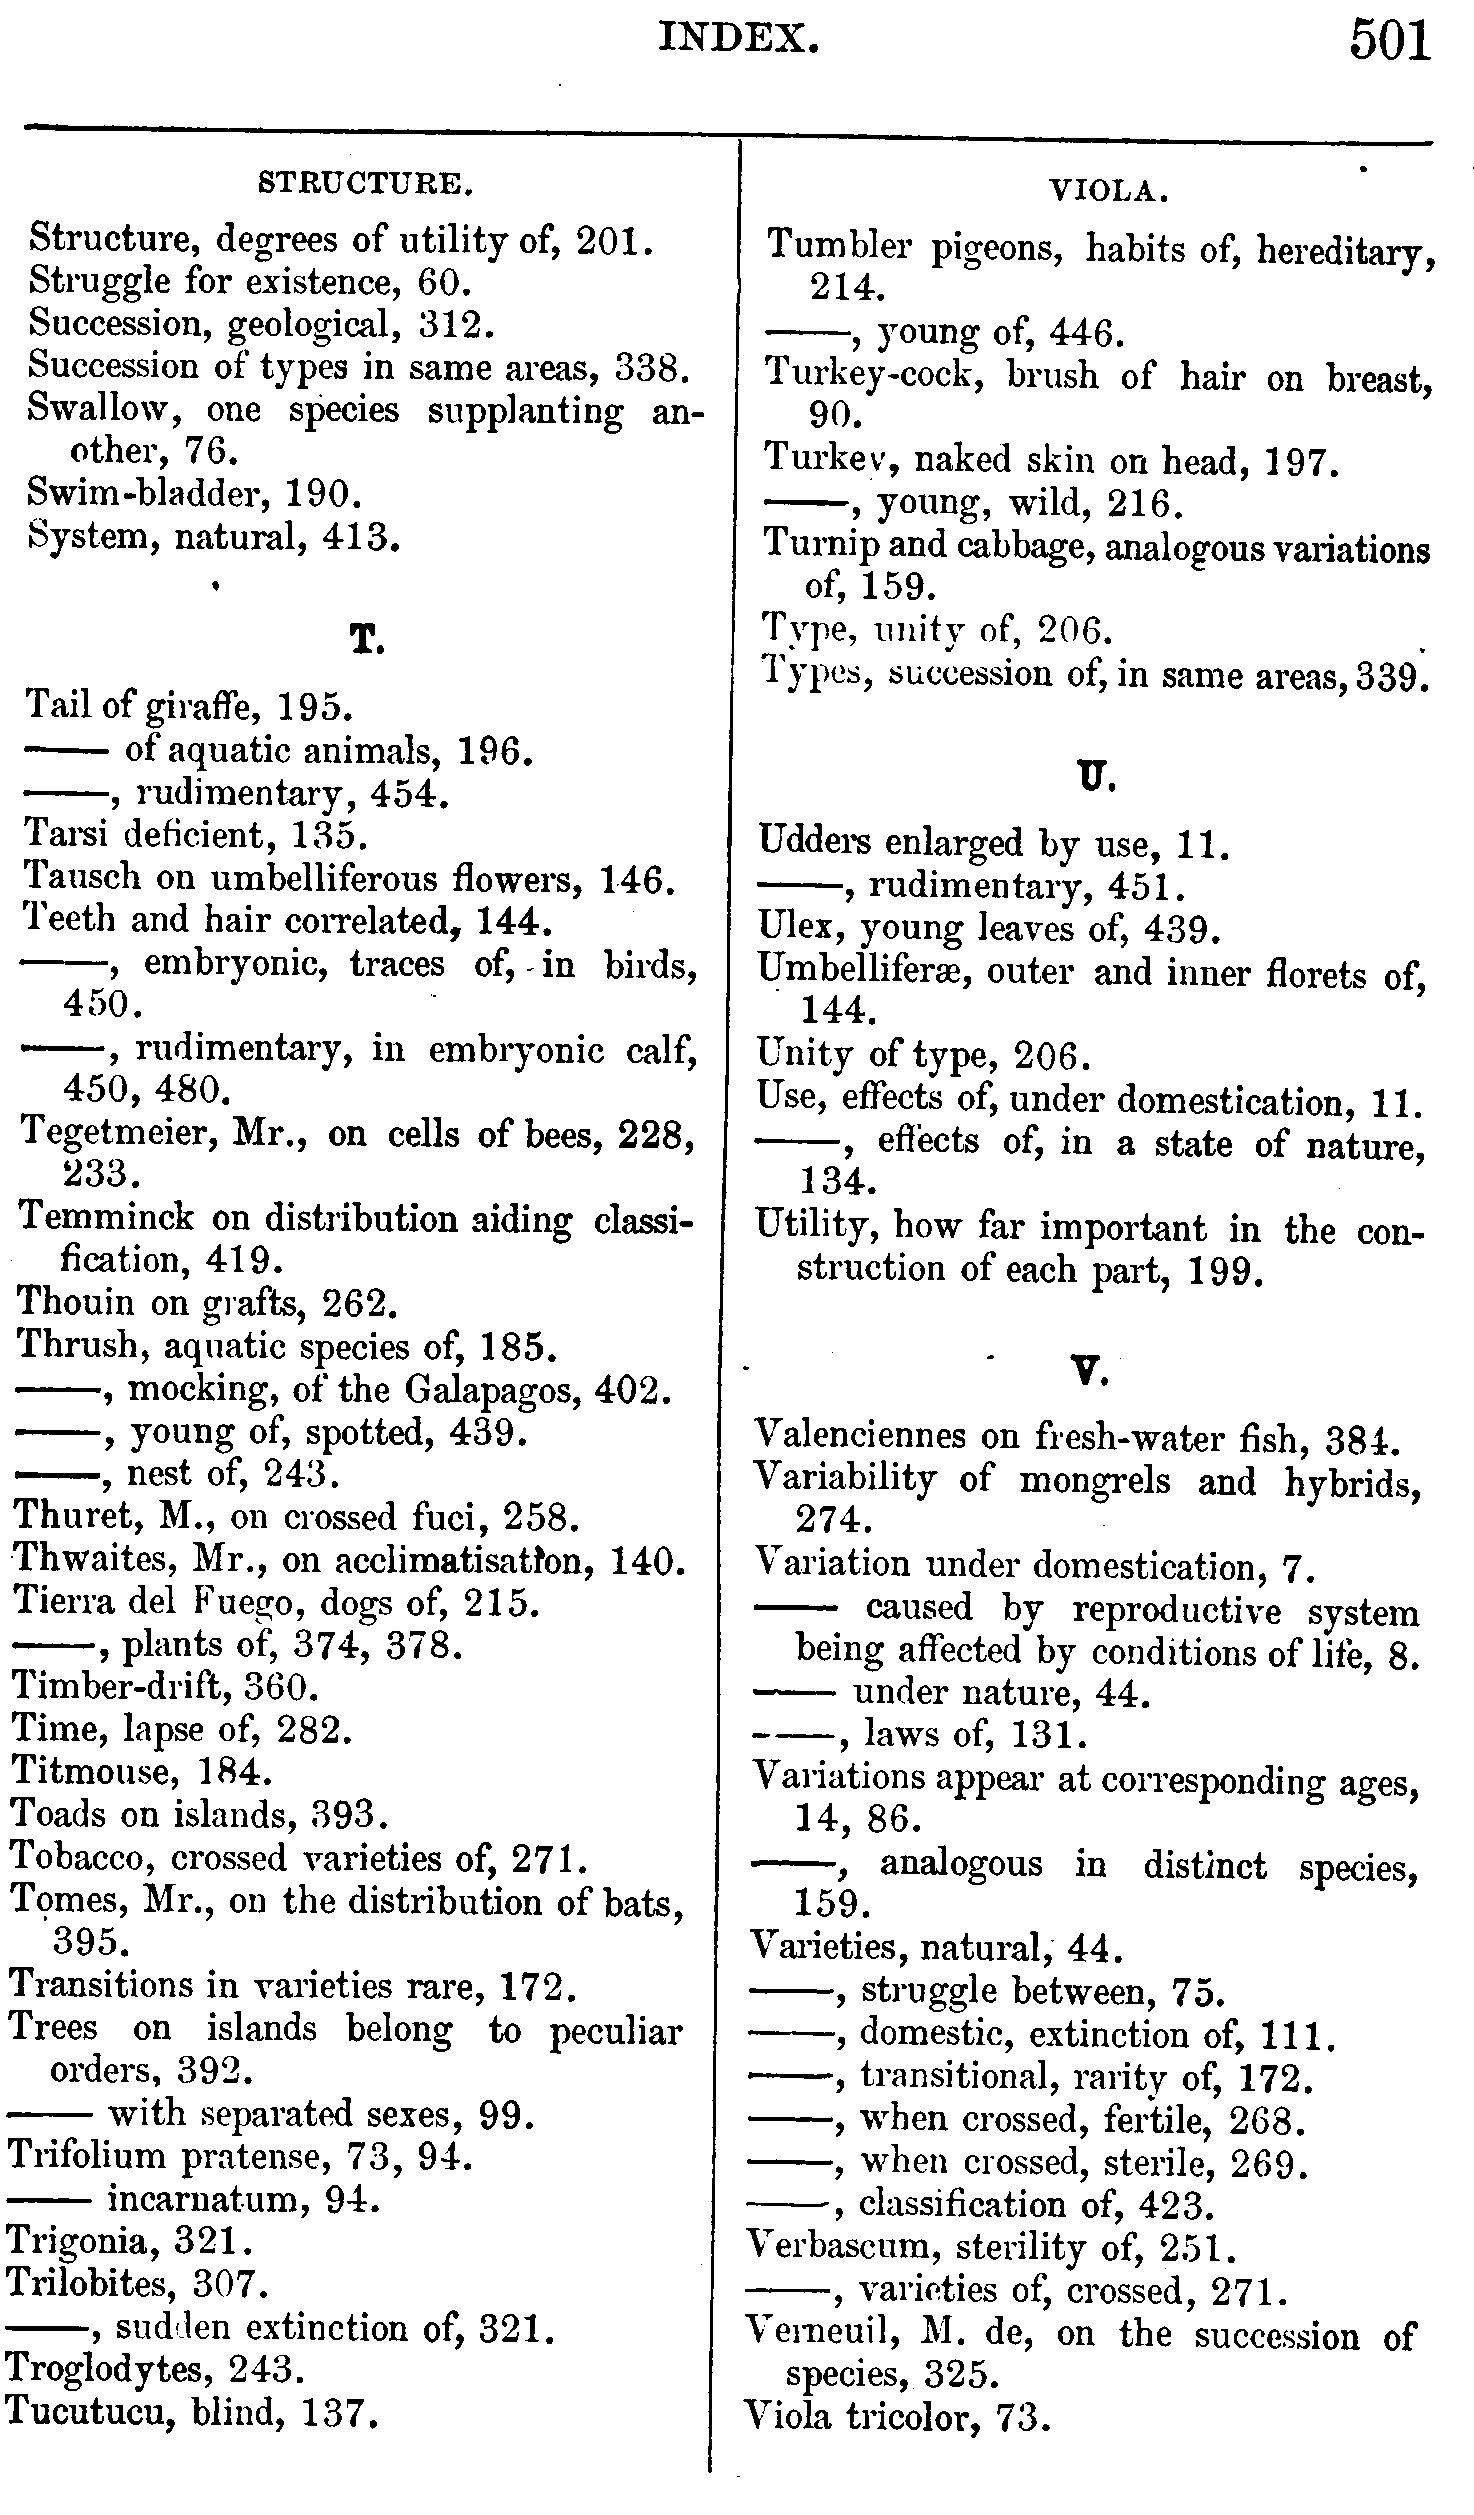 INDEX. 501
STRUCTURE.
Structure, degrees of utility of, 201.
Struggle for existence, 60.
Succession, geological, 312.
Succession of types in same areas, 338.
Swallow, one species supplanting an-
other, 76.
Swim-bladder, 190.
System, natural, 413.
T.
Tail of giraffe, 195.
—— of aquatic animals, 196.
——, rudimentary, 454.
Tarsi deficient, 135.
Tausch on umbelliferous flowers, 146.
Teeth and hair correlated, 144.
——, embryonic, traces of, in birds,
450.
——, rudimentary, in embryonic calf,
450, 480.
Tegetmeier, Mr., on cells of bees, 228,
233.
Temminck on distribution aiding classi-
fication, 419.
Thouin on grafts, 262.
Thrush, aquatic species of, 185.
——, mocking, of the Galapagos, 402.
——, young of, spotted, 439.
——, nest of, 243.
Thuret, M., on crossed fuci, 258.
Thwaites, Mr., on acclimatisation, 140.
Tierra del Fuego, dogs of, 215.
——, plants of, 374, 378.
Timber-drift, 360.
Time, lapse of, 282.
Titmouse, 184.
Toads on islands, 393.
Tobacco, crossed varieties of, 271.
Tomes, Mr., on the distribution of bats,
395.
Transitions in varieties rare, 172.
Trees on islands belong to peculiar
orders, 392.
—— with separated sexes, 99.
Trifolium pratense, 73, 94.
—— incarnatum, 94.
Trigonia, 321.
Trilobites, 307.
——, sudden extinction of, 321.
Troglodytes, 243.
Tucutucu, blind, 137.
VIOLA.
Tumbler pigeons, habits of, hereditary,
214.
——, young of, 446.
Turkey-cock, brush of hair on breast,
90.
Turkey, naked skin on head, 197.
——, young, wild, 216.
Turnip and cabbage, analogous variations
of, 159.
Type, unity of, 206.
Types, succession of, in same areas, 339.
U.
Udders enlarged by use, 11.
——, rudimentary, 451.
Ulex, young leaves of, 439.
Umbelliferæ, outer and inner florets of,
144.
Unity of type, 206.
Use, effects of, under domestication, 11.
——, effects of, in a state of nature,
134.
Utility, how far important in the con-
struction of each part, 199.
V.
Valenciennes on fresh-water fish, 384.
Variability of mongrels and hybrids,
274.
Variation under domestication, 7.
—— caused by reproductive system
being affected by conditions of life, 8.
—— under nature, 44.
——, laws of, 131.
Variations appear at corresponding ages,
14, 86.
——, analogous in distinct species,
159.
Varieties, natural, 44.
——, struggle between, 75.
——, domestic, extinction of, 111.
——, transitional, rarity of, 172.
——, when crossed, fertile, 268.
——, when crossed, sterile, 269.
——, classification of, 423.
Verbascum, sterility of, 251.
——, varieties of, crossed, 271.
Verneuil, M. de, on the succession of
species, 325.
Viola tricolor, 73.